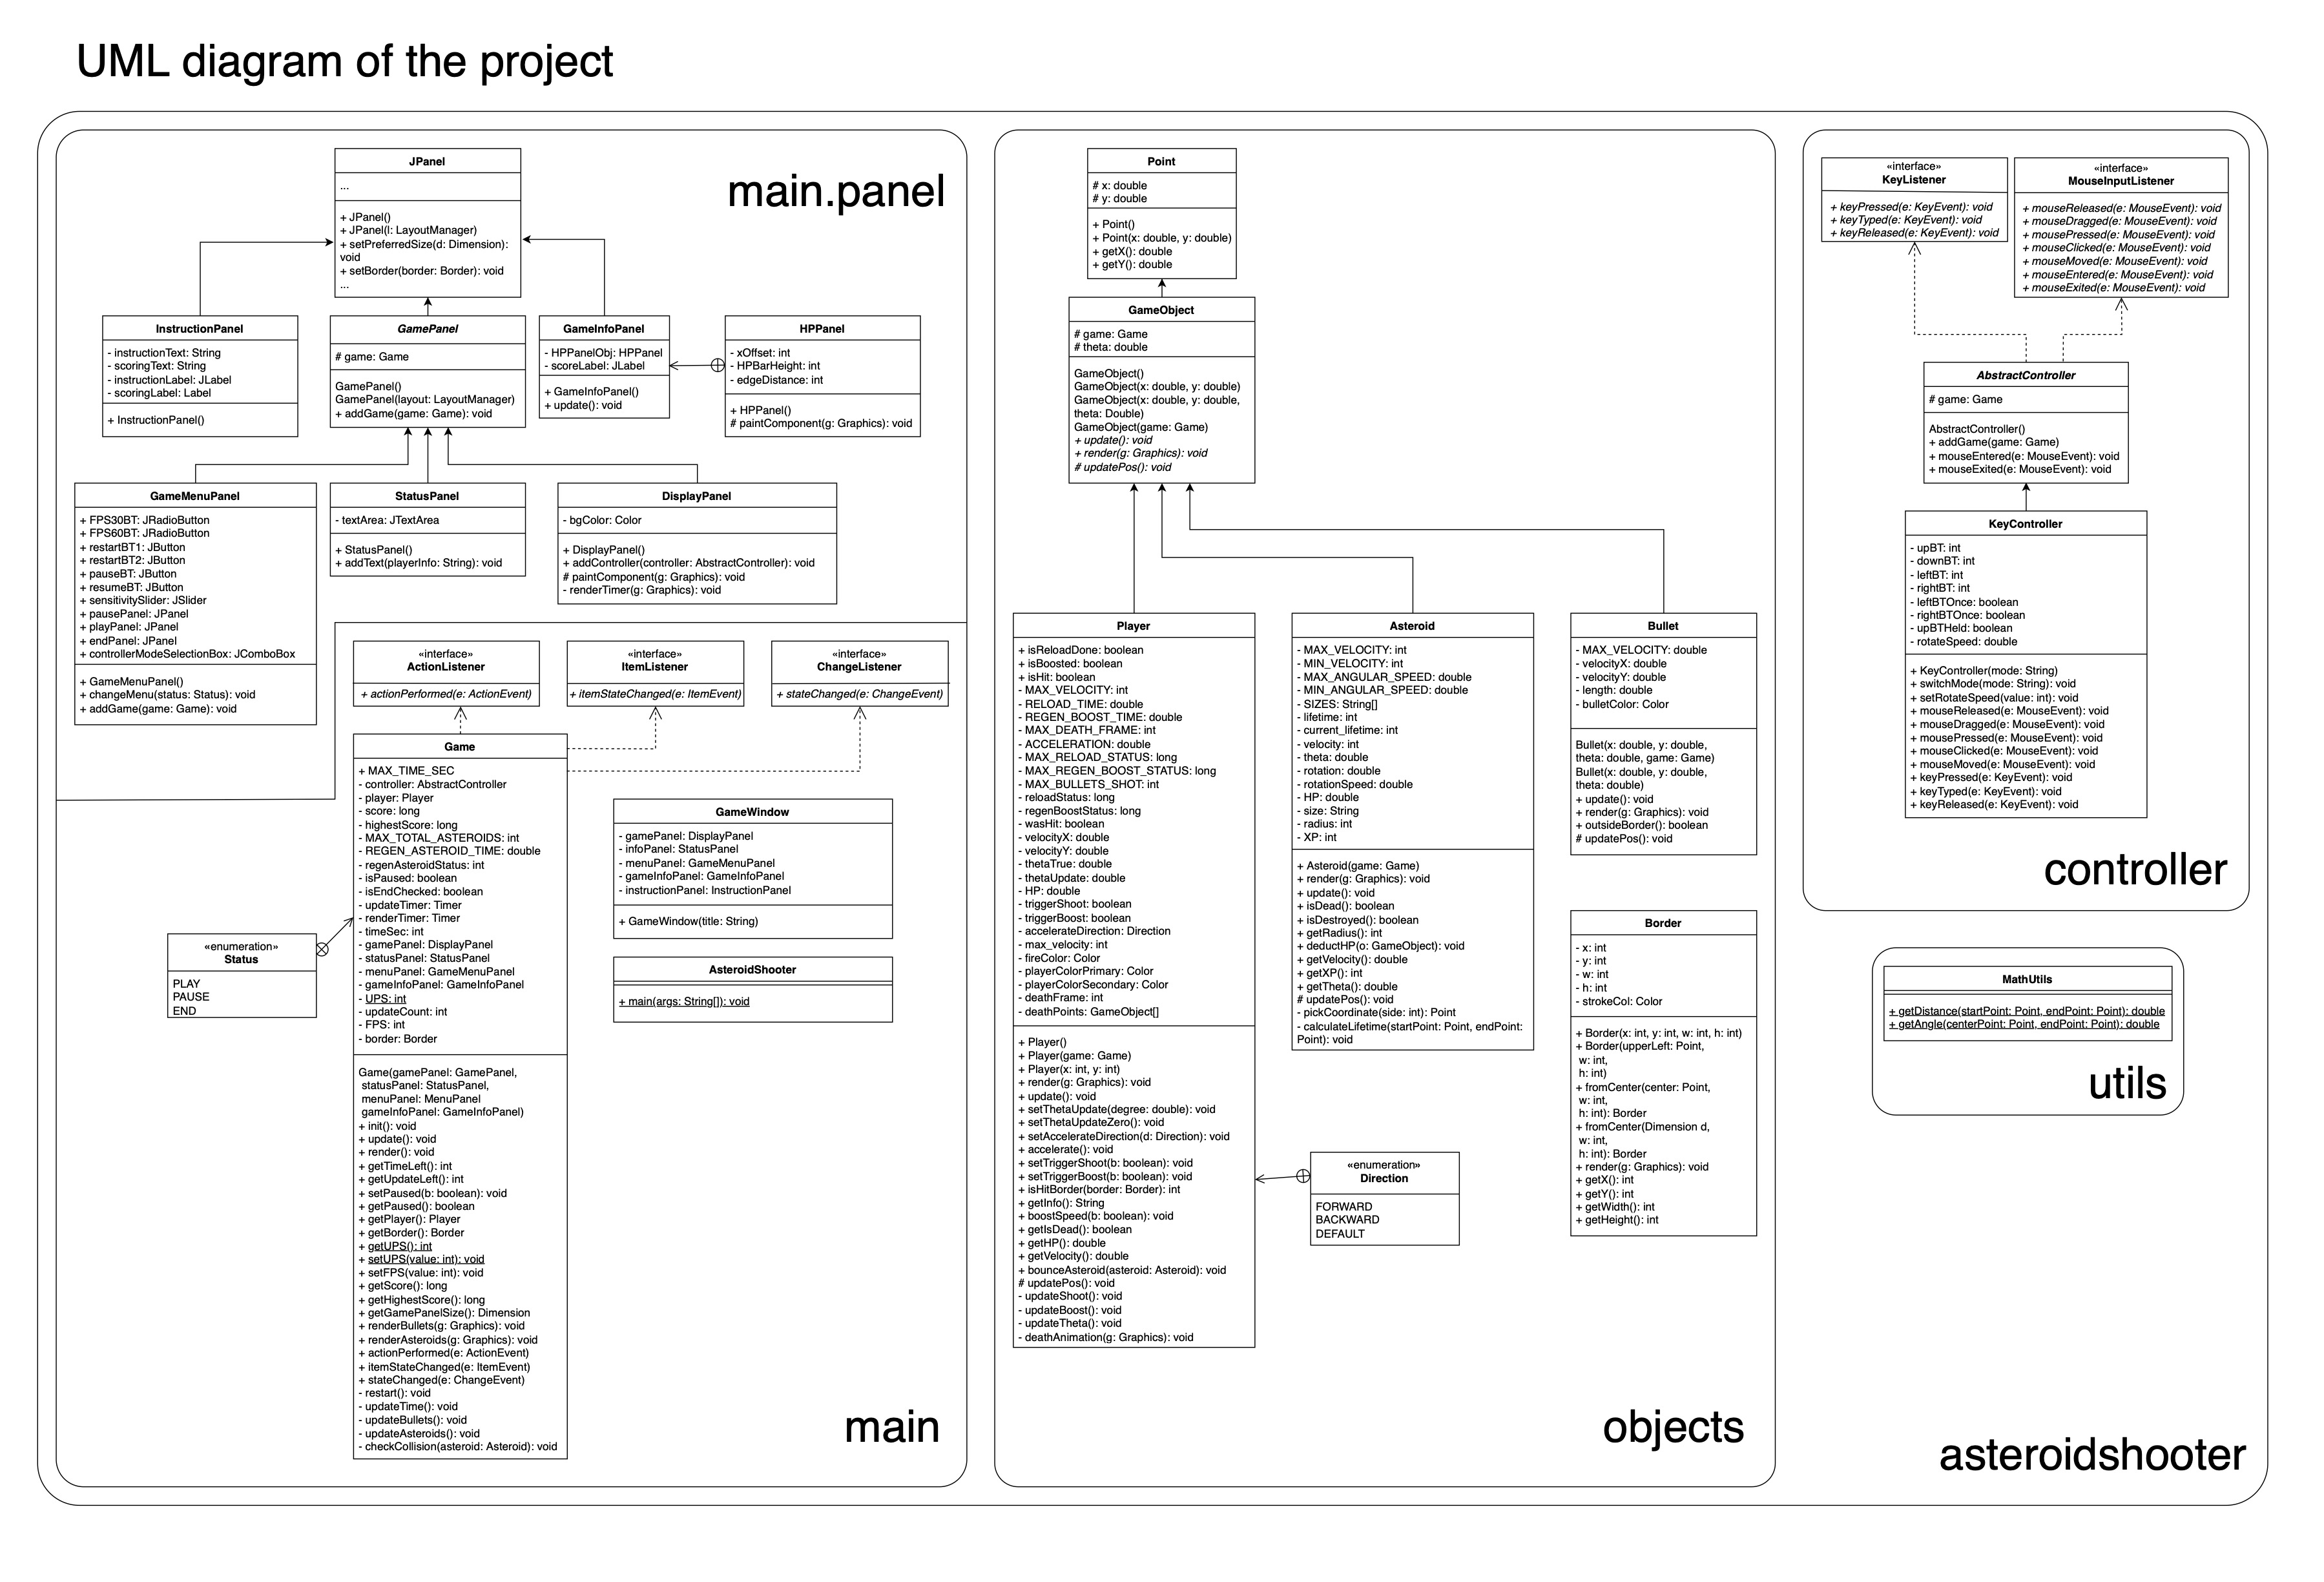 UML diagram of the project
main.panel
JPanel
...
+ JPanel()
+ JPanel(l: LayoutManager)
+ setPreferredSize(d: Dimension):
void
+ setBorder(border: Border): void
...
InstructionPanel
- instructionText: String
- scoringText: String
- instructionLabel: JLabel
- scoringLabel: Label
+ InstructionPanel()
GamePanel
# game: Game
GamePanel()
GamePanel(layout: LayoutManager)
+ addGame(game: Game): void
GameInfoPanel
- HPPanelObj: HPPanel
- scoreLabel: JLabel
+ GameInfoPanel()
+ update(): void
HPPanel
- xOffset: int
- HPBarHeight: int
- edgeDistance: int
+ HPPanel()
# paintComponent(g: Graphics): void
GameMenuPanel
+ FPS30BT: JRadioButton
+ FPS60BT: JRadioButton
+ restartBT1: JButton
+ restartBT2: JButton
+ pauseBT: JButton
+ resumeBT: JButton
+ sensitivitySlider: JSlider
+ pausePanel: JPanel
+ playPanel: JPanel
+ endPanel: JPanel
+ controllerModeSelectionBox: JComboBox
+ GameMenuPanel()
+ changeMenu(status: Status): void
+ addGame(game: Game): void
StatusPanel
- textArea: JTextArea
+ StatusPanel()
+ addText(playerInfo: String): void
DisplayPanel
- bgColor: Color
+ DisplayPanel()
+ addController(controller: AbstractController): void
# paintComponent(g: Graphics): void
- renderTimer(g: Graphics): void
«interface»
ActionListener
+ actionPerformed(e: ActionEvent)
«interface»
ItemListener
+ itemStateChanged(e: ItemEvent)
«interface»
ChangeListener
+ stateChanged(e: ChangeEvent)
Game
+ MAX_TIME_SEC
- controller: AbstractController
- player: Player
- score: long
- highestScore: long
- MAX_TOTAL_ASTEROIDS: int
- REGEN_ASTEROID_TIME: double
- regenAsteroidStatus: int
- isPaused: boolean
- isEndChecked: boolean
- updateTimer: Timer
- renderTimer: Timer
- timeSec: int
- gamePanel: DisplayPanel
- statusPanel: StatusPanel
- menuPanel: GameMenuPanel
- gameInfoPanel: GameInfoPanel
- UPS: int
- updateCount: int
- FPS: int
- border: Border
Game(gamePanel: GamePanel,
statusPanel: StatusPanel,
menuPanel: MenuPanel
gameInfoPanel: GameInfoPanel)
+ init(): void
+ update(): void
+ render(): void
+ getTimeLeft(): int
+ getUpdateLeft(): int
+ setPaused(b: boolean): void
+ getPaused(): boolean
+ getPlayer(): Player
+ getBorder(): Border
+ getUPS(): int
+ setUPS(value: int): void
+ setFPS(value: int): void
+ getScore(): long
+ getHighestScore(): long
+ getGamePanelSize(): Dimension
+ renderBullets(g: Graphics): void
+ renderAsteroids(g: Graphics): void
+ actionPerformed(e: ActionEvent)
+ itemStateChanged(e: ItemEvent)
+ stateChanged(e: ChangeEvent)
- restart(): void
- updateTime(): void
- updateBullets(): void
- updateAsteroids(): void
- checkCollision(asteroid: Asteroid): void
«enumeration»
Status
PLAY
PAUSE
END
GameWindow
- gamePanel: DisplayPanel
- infoPanel: StatusPanel
- menuPanel: GameMenuPanel
- gameInfoPanel: GameInfoPanel
- instructionPanel: InstructionPanel
+ GameWindow(title: String)
AsteroidShooter
+ main(args: String[]): void
main
Point
# x: double
# y: double
+ Point()
+ Point(x: double, y: double)
+ getX(): double
+ getY(): double
GameObject
# game: Game
# theta: double
GameObject()
GameObject(x: double, y: double)
GameObject(x: double, y: double,
theta: Double)
GameObject(game: Game)
+ update(): void
+ render(g: Graphics): void
# updatePos(): void
Player
+ isReloadDone: boolean
+ isBoosted: boolean
+ isHit: boolean
- MAX_VELOCITY: int
- RELOAD_TIME: double
- REGEN_BOOST_TIME: double
- MAX_DEATH_FRAME: int
- ACCELERATION: double
- MAX_RELOAD_STATUS: long
- MAX_REGEN_BOOST_STATUS: long
- MAX_BULLETS_SHOT: int
- reloadStatus: long
- regenBoostStatus: long
- wasHit: boolean
- velocityX: double
- velocityY: double
- thetaTrue: double
- thetaUpdate: double
- HP: double
- triggerShoot: boolean
- triggerBoost: boolean
- accelerateDirection: Direction
- max_velocity: int
- fireColor: Color
- playerColorPrimary: Color
- playerColorSecondary: Color
- deathFrame: int
- deathPoints: GameObject[]
+ Player()
+ Player(game: Game)
+ Player(x: int, y: int)
+ render(g: Graphics): void
+ update(): void
+ setThetaUpdate(degree: double): void
+ setThetaUpdateZero(): void
+ setAccelerateDirection(d: Direction): void
+ accelerate(): void
+ setTriggerShoot(b: boolean): void
+ setTriggerBoost(b: boolean): void
+ isHitBorder(border: Border): int
+ getInfo(): String
+ boostSpeed(b: boolean): void
+ getIsDead(): boolean
+ getHP(): double
+ getVelocity(): double
+ bounceAsteroid(asteroid: Asteroid): void
# updatePos(): void
- updateShoot(): void
- updateBoost(): void
- updateTheta(): void
- deathAnimation(g: Graphics): void
Asteroid
- MAX_VELOCITY: int
- MIN_VELOCITY: int
- MAX_ANGULAR_SPEED: double
- MIN_ANGULAR_SPEED: double
- SIZES: String[]
- lifetime: int
- current_lifetime: int
- velocity: int
- theta: double
- rotation: double
- rotationSpeed: double
- HP: double
- size: String
- radius: int
- XP: int
+ Asteroid(game: Game)
+ render(g: Graphics): void
+ update(): void
+ isDead(): boolean
+ isDestroyed(): boolean
+ getRadius(): int
+ deductHP(o: GameObject): void
+ getVelocity(): double
+ getXP(): int
+ getTheta(): double
# updatePos(): void
- pickCoordinate(side: int): Point
- calculateLifetime(startPoint: Point, endPoint:
Point): void
Bullet
- MAX_VELOCITY: double
- velocityX: double
- velocityY: double
- length: double
- bulletColor: Color
Bullet(x: double, y: double,
theta: double, game: Game)
Bullet(x: double, y: double,
theta: double)
+ update(): void
+ render(g: Graphics): void
+ outsideBorder(): boolean
# updatePos(): void
Border
- x: int
- y: int
- w: int
- h: int
- strokeCol: Color
+ Border(x: int, y: int, w: int, h: int)
+ Border(upperLeft: Point,
w: int,
h: int)
+ fromCenter(center: Point,
w: int,
h: int): Border
+ fromCenter(Dimension d,
w: int,
h: int): Border
+ render(g: Graphics): void
+ getX(): int
+ getY(): int
+ getWidth(): int
+ getHeight(): int
«enumeration»
Direction
FORWARD
BACKWARD
DEFAULT
objects
«interface»
KeyListener
+ keyPressed(e: KeyEvent): void
+ keyTyped(e: KeyEvent): void
+ keyReleased(e: KeyEvent): void
«interface»
MouseInputListener
+ mouseReleased(e: MouseEvent): void
+ mouseDragged(e: MouseEvent): void
+ mousePressed(e: MouseEvent): void
+ mouseClicked(e: MouseEvent): void
+ mouseMoved(e: MouseEvent): void
+ mouseEntered(e: MouseEvent): void
+ mouseExited(e: MouseEvent): void
AbstractController
# game: Game
AbstractController()
+ addGame(game: Game)
+ mouseEntered(e: MouseEvent): void
+ mouseExited(e: MouseEvent): void
KeyController
- upBT: int
- downBT: int
- leftBT: int
- rightBT: int
- leftBTOnce: boolean
- rightBTOnce: boolean
- upBTHeld: boolean
- rotateSpeed: double
+ KeyController(mode: String)
+ switchMode(mode: String): void
+ setRotateSpeed(value: int): void
+ mouseReleased(e: MouseEvent): void
+ mouseDragged(e: MouseEvent): void
+ mousePressed(e: MouseEvent): void
+ mouseClicked(e: MouseEvent): void
+ mouseMoved(e: MouseEvent): void
+ keyPressed(e: KeyEvent): void
+ keyTyped(e: KeyEvent): void
+ keyReleased(e: KeyEvent): void
controller
MathUtils
+ getDistance(startPoint: Point, endPoint: Point): double
+ getAngle(centerPoint: Point, endPoint: Point): double
utils
asteroidshooter